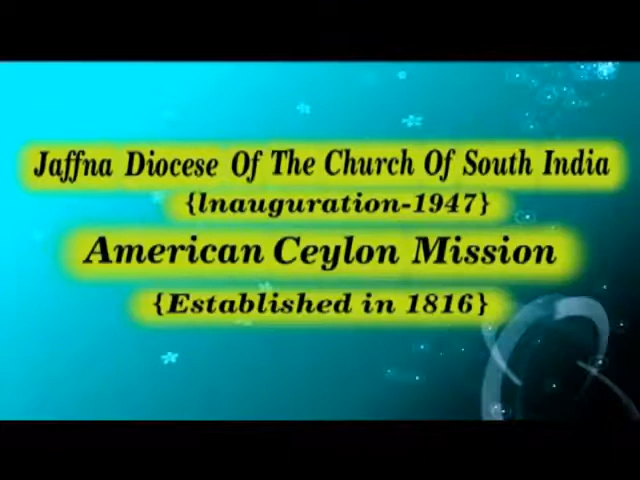 Jaffna Diocese Of The Church Of South India
{Inauguration-1947}
American Ceylon Mission
{Established in 1816}